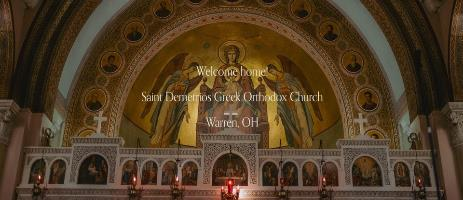 Welcome home
Saint Demetrios Greek Orthodox Church
Warren, OH